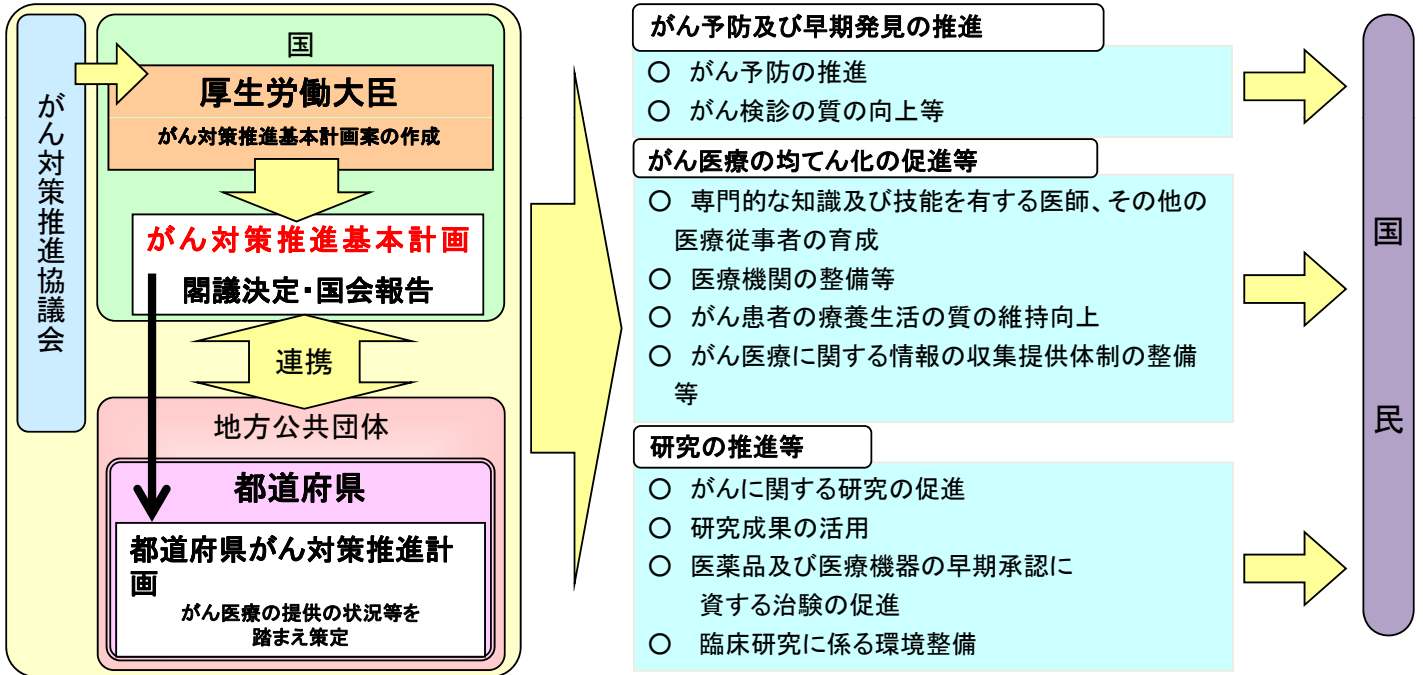 がん対策推進協議会
国
厚生労働大臣
がん対策推進基本計画案の作成
がん対策推進基本計画
閣議決定・国会報告
連携
地方公共団体
都道府県
都道府県がん対策推進計
画
がん医療の提供の状況等を
踏まえ策定
がん予防及び早期発見の推進
○ がん予防の推進
○ がん検診の質の向上等
がん医療の均てん化の促進等
○ 専門的な知識及び技能を有する医師、その他の
医療従事者の育成
○ 医療機関の整備等
○ がん患者の療養生活の質の維持向上
○ がん医療に関する情報の収集提供体制の整備
等
研究の推進等
○ がんに関する研究の促進
○ 研究成果の活用
○ 医薬品及び医療機器の早期承認に
資する治験の促進
○ 臨床研究に係る環境整備
国民